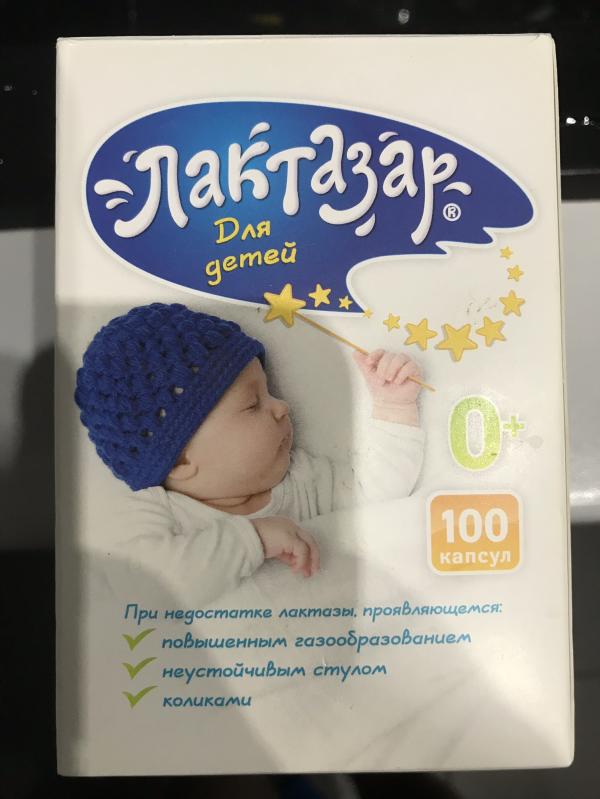 Лактазар®
Для
детей
0+
100
капсул
При недостатке лактазы, проявляющемся:
повышенным газообразованием
неустойчивым стулом
коликами